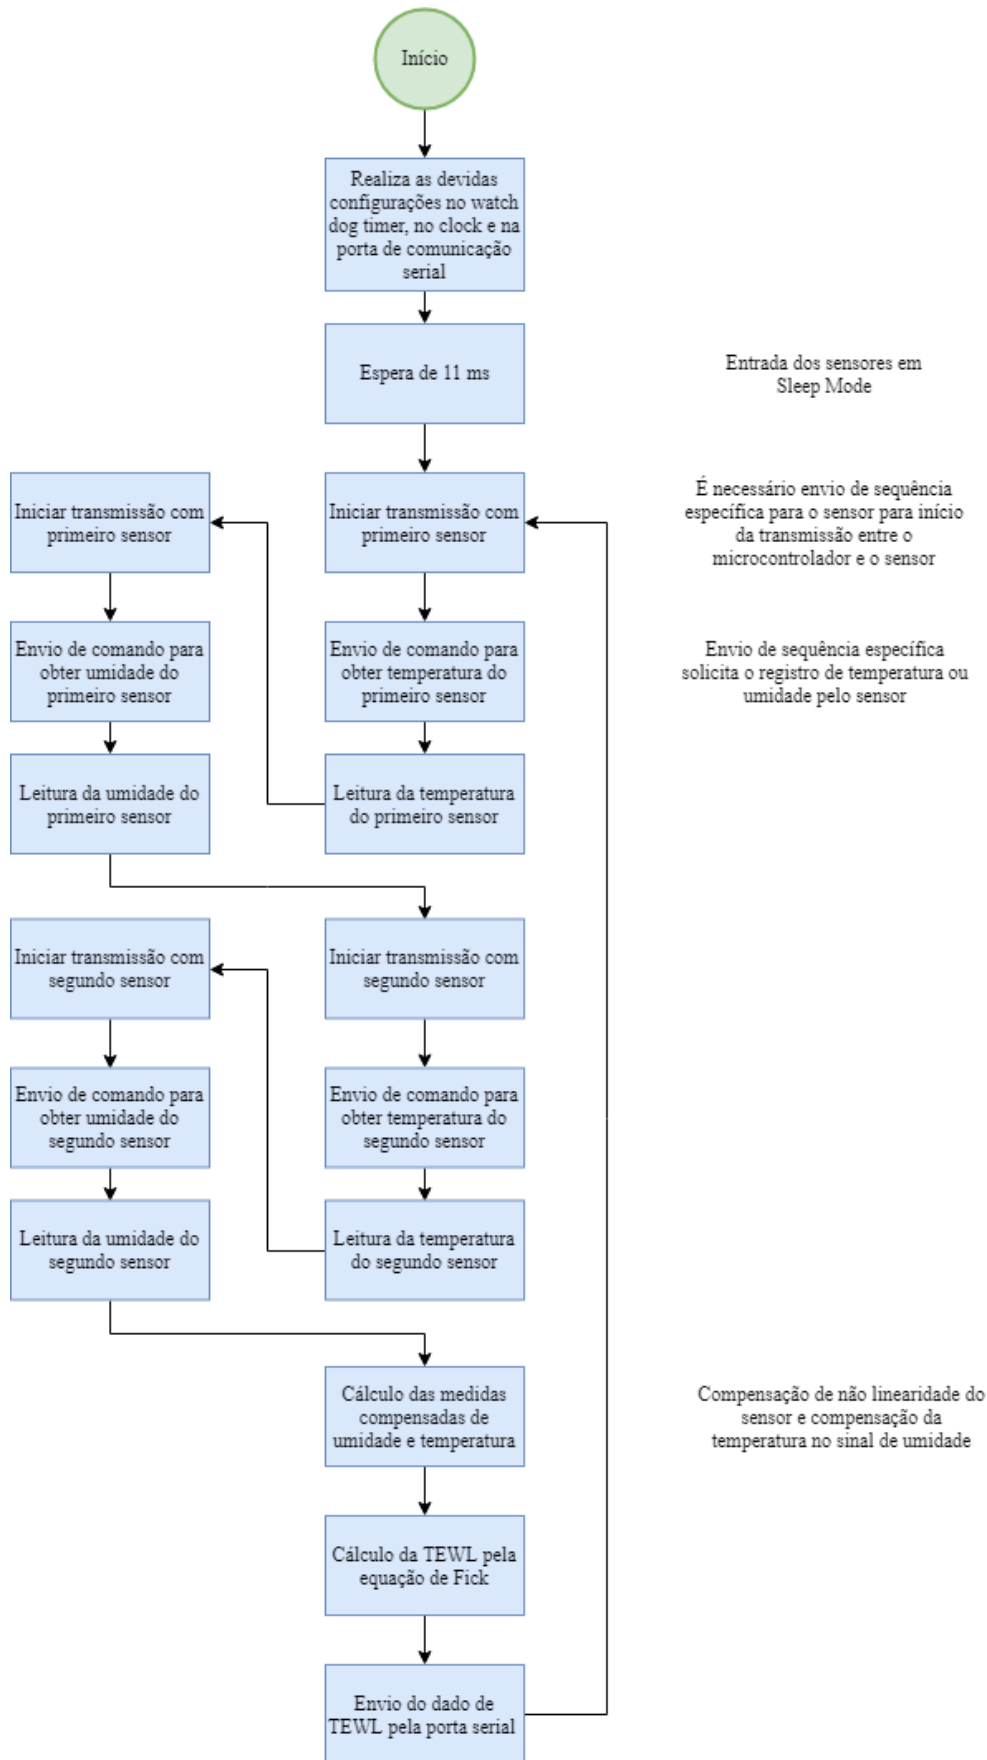 Início
Realiza as devidas
configurações no watch
dog timer, no clock e na
porta de comunicação
serial
Espera de 11 ms
Entrada dos sensores em
Sleep Mode
Iniciar transmissão com
primeiro sensor
Iniciar transmissão com
primeiro sensor
É necessário envio de sequência
específica para o sensor para início
da transmissão entre o
microcontrolador e o sensor
Envio de comando para
obter umidade do
primeiro sensor
Envio de comando para
obter temperatura do
primeiro sensor
Envio de sequência específica
solicita o registro de temperatura ou
umidade pelo sensor
Leitura da umidade do
primeiro sensor
Leitura da temperatura
do primeiro sensor
Iniciar transmissão com
segundo sensor
Iniciar transmissão com
segundo sensor
Envio de comando para
obter umidade do
segundo sensor
Envio de comando para
obter temperatura do
segundo sensor
Leitura da umidade do
segundo sensor
Leitura da temperatura
do segundo sensor
Cálculo das medidas
compensadas de
umidade e temperatura
Compensação de não linearidade do
sensor e compensação da
temperatura no sinal de umidade
Cálculo da TEWL pela
equação de Fick
Envio do dado de
TEWL pela porta serial